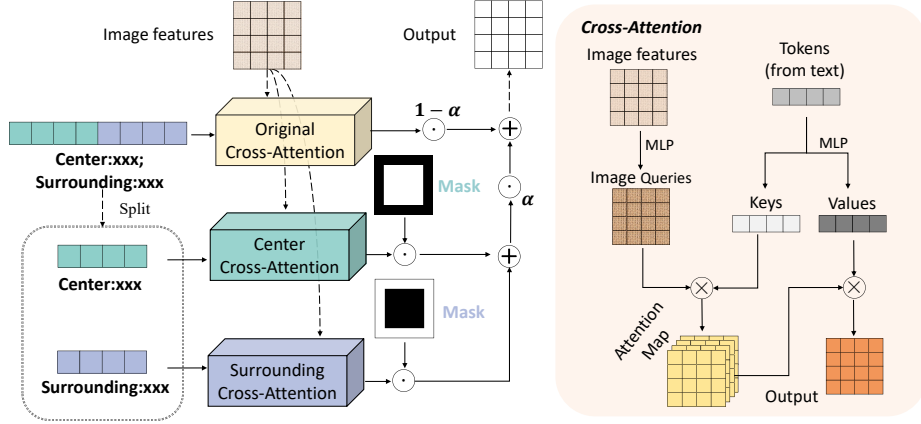 Image features
Output
1 − α
Original
Cross-Attention
Center:xxx;
Surrounding:xxx
Split
Mask
α
Center
Cross-Attention
Center:xxx
Mask
Surrounding
Cross-Attention
Surrounding:xxx
Cross-Attention
Image features
Tokens
(from text)
MLP
MLP
Image Queries
Keys
Values
Attention
Map
Output